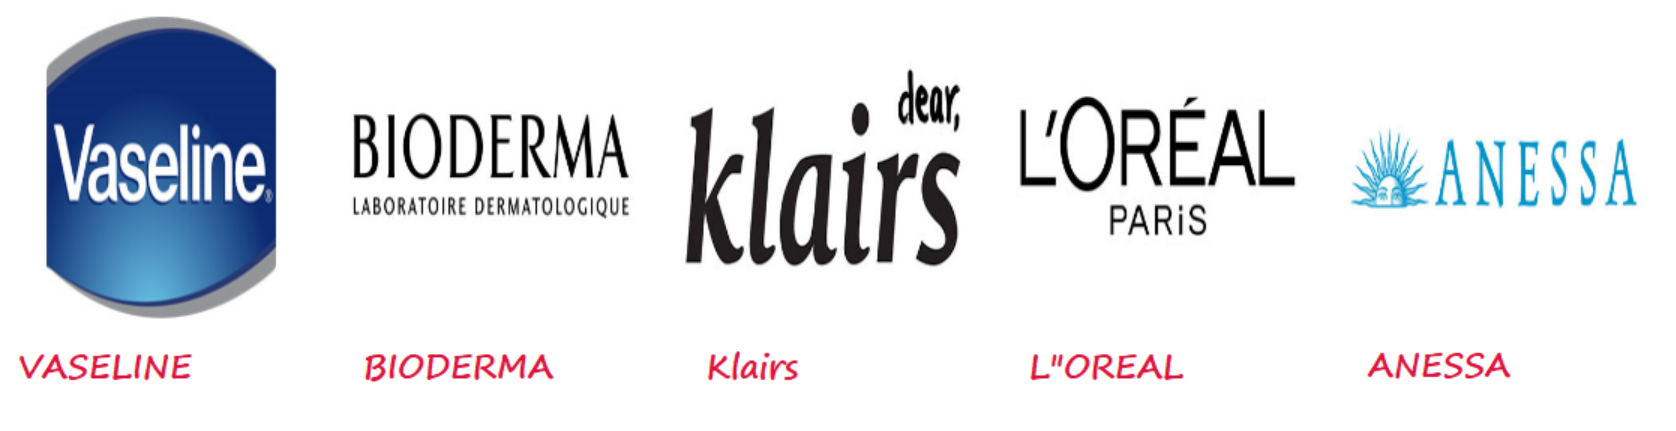 Vaseline®
BIODERMA
LABORATOIRE DERMATOLOGIQUE
dear,
klairs
L'ORÉAL
PARiS
ANESSA
VASELINE
BIODERMA
Klairs
L"OREAL
ANESSA